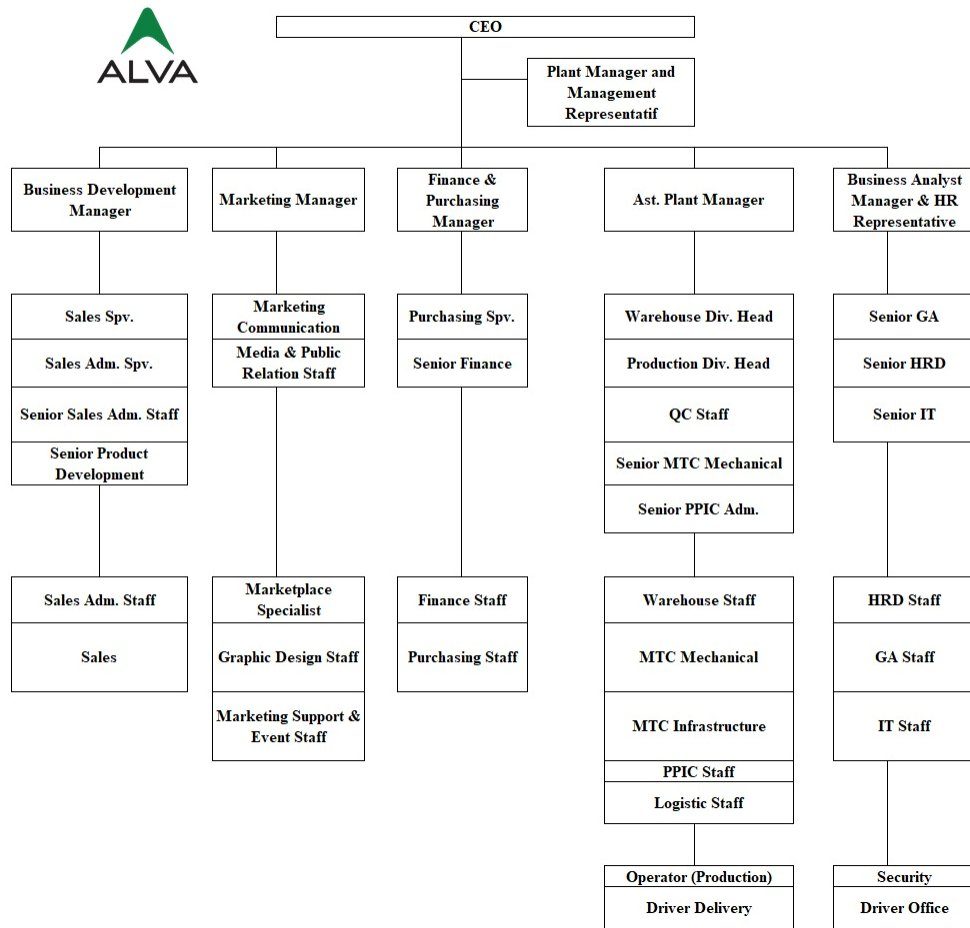 ALVA
CEO
Plant Manager and
Management
Representatif
Business Development
Manager
Marketing Manager
Finance &
Purchasing
Manager
Ast. Plant Manager
Business Analyst
Manager & HR
Representative
Sales Spv.
Sales Adm. Spv.
Senior Sales Adm. Staff
Senior Product
Development
Marketing
Communication
Media & Public
Relation Staff
Purchasing Spv.
Senior Finance
Warehouse Div. Head
Production Div. Head
QC Staff
Senior MTC Mechanical
Senior PPIC Adm.
Senior GA
Senior HRD
Senior IT
Sales Adm. Staff
Sales
Marketplace
Specialist
Graphic Design Staff
Marketing Support &
Event Staff
Finance Staff
Purchasing Staff
Warehouse Staff
MTC Mechanical
MTC Infrastructure
PPIC Staff
Logistic Staff
HRD Staff
GA Staff
IT Staff
Operator (Production)
Driver Delivery
Security
Driver Office